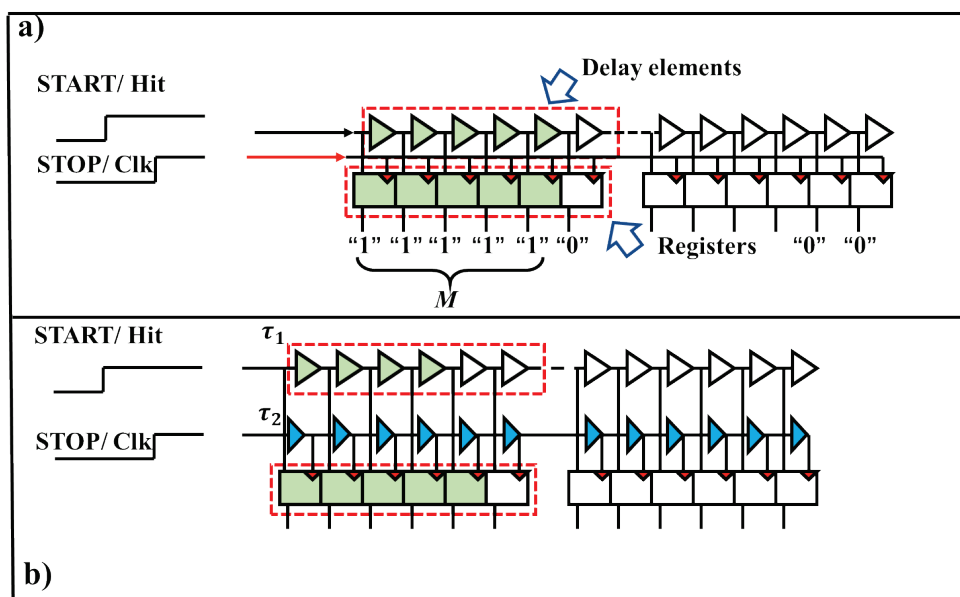 a)
START/ Hit
Delay elements
STOP/ Clk
“1” “1” “1” “1” “1” “0”
Registers
“0” “0”
M
START/ Hit
τ₁
τ₂
STOP/ Clk
b)